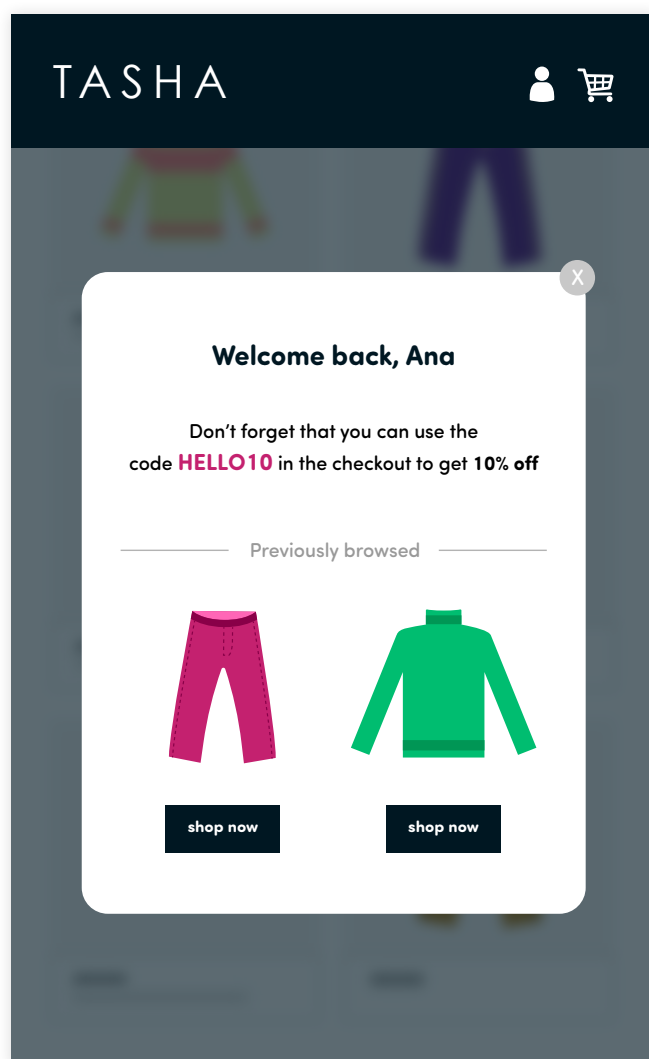 TASHA
X
Welcome back, Ana
Don’t forget that you can use the
code HELLO10 in the checkout to get 10% off
Previously browsed
shop now
shop now